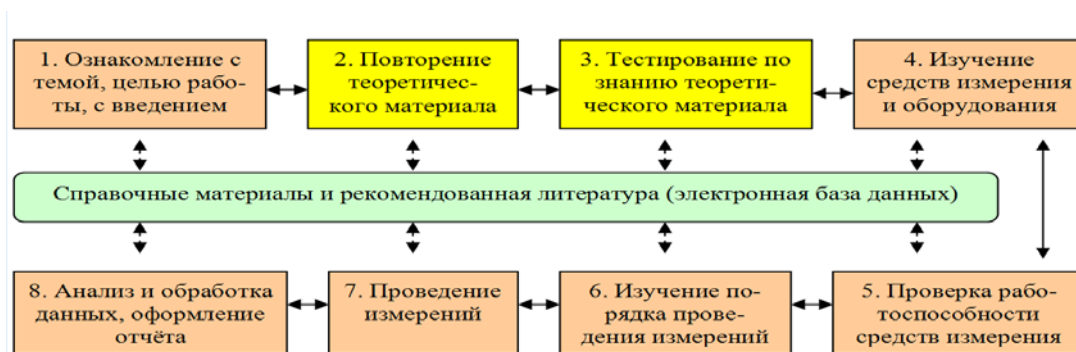 1. Ознакомление с
темой, целью рабо-
ты, с введением
2. Повторение
теоретичес-
кого материала
3. Тестирование по
знанию теорети-
ческого материала
4. Изучение
средств измерения
и оборудования
Справочные материалы и рекомендованная литература (электронная база данных)
8. Анализ и обработка
данных, оформление
отчёта
7. Проведение
измерений
6. Изучение по-
рядка прове-
дения измерений
5. Проверка рабо-
тоспособности
средств измерения